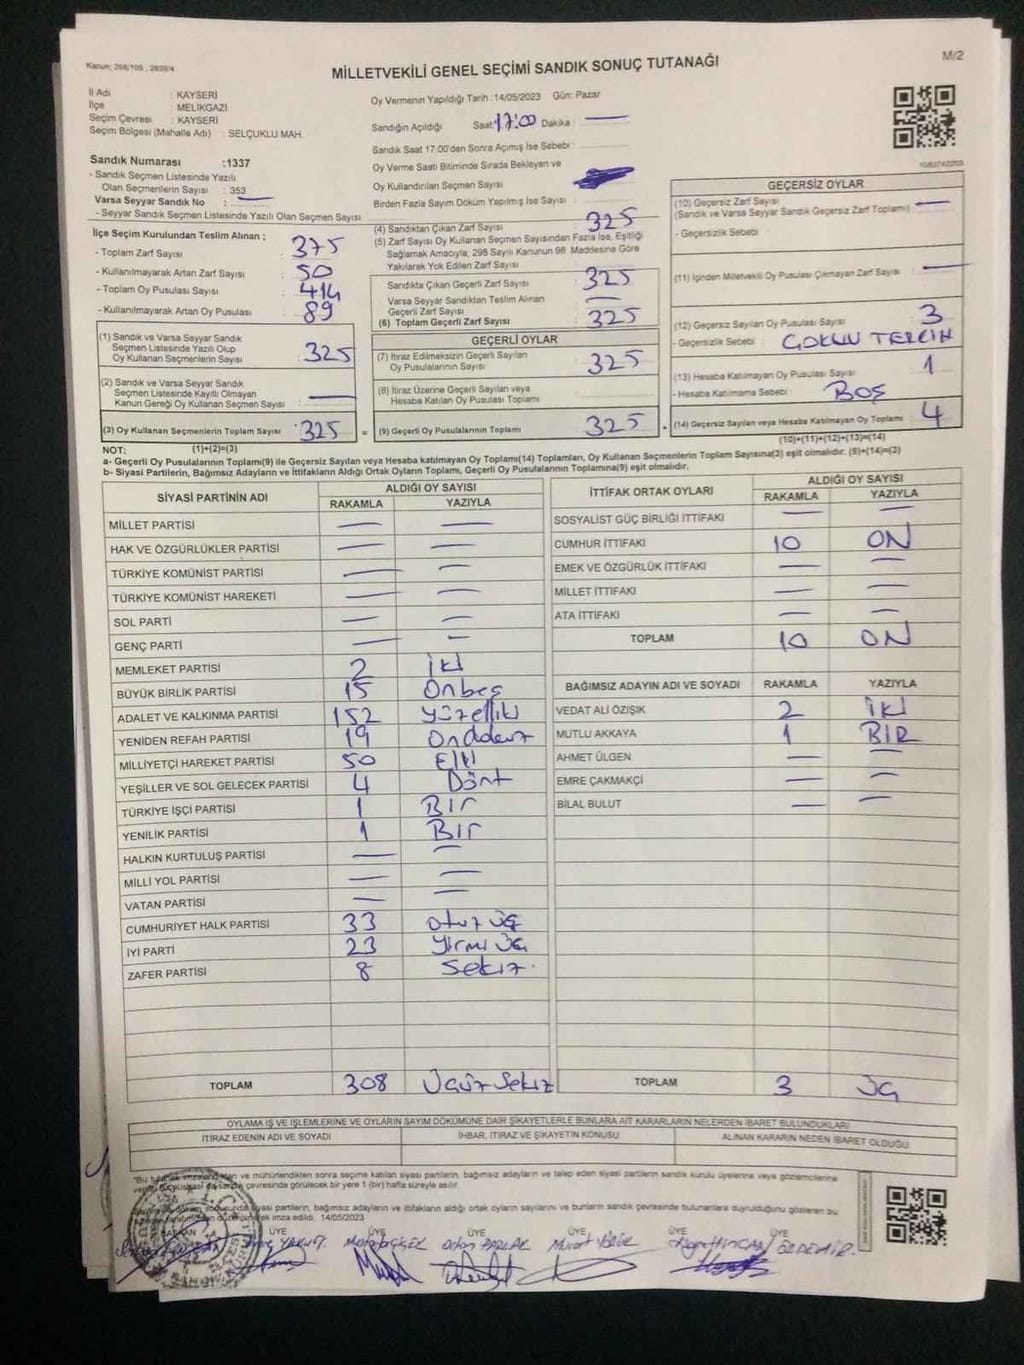 Kanun: 298/105 , 2839/4
M/2
MİLLETVEKİLİ GENEL SEÇİMİ SANDIK SONUÇ TUTANAĞI
İl Adı : KAYSERİ
İlçe : MELİKGAZİ
Seçim Çevresi : KAYSERİ
Seçim Bölgesi (Mahalle Adı) : SELÇUKLU MAH.
Sandık Numarası :1337
- Sandık Seçmen Listesinde Yazılı
Olan Seçmenlerin Sayısı : 353
Varsa Seyyar Sandık No :
- Seyyar Sandık Seçmen Listesinde Yazılı Olan Seçmen Sayısı
Oy Vermenin Yapıldığı Tarih :14/05/2023 Gün: Pazar
Sandığın Açıldığı Saat:17:00 Dakika : —
Sandık Saat 17:00'den Sonra Açımış İse Sebebi :
Oy Verme Saati Bitiminde Sırada Bekleyen ve
Oy Kullandırılan Seçmen Sayısı
Birden Fazla Sayım Döküm Yapılmış İse Sayısı :
İlçe Seçim Kurulundan Teslim Alınan ;
- Toplam Zarf Sayısı : 375
- Kullanılmayarak Artan Zarf Sayısı : 50
- Toplam Oy Pusulası Sayısı : 414
- Kullanılmayarak Artan Oy Pusulası : 89
(1) Sandık ve Varsa Seyyar Sandık
Seçmen Listesinde Yazılı Olup
Oy Kullanan Seçmenlerin Sayısı : 325
(2) Sandık ve Varsa Seyyar Sandık
Seçmen Listesinde Kayıtlı Olmayan
Kanun Gereği Oy Kullanan Seçmen Sayısı : —
(3) Oy Kullanan Seçmenlerin Toplam Sayısı : 325 =
(4) Sandıktan Çıkan Zarf Sayısı : 325
(5) Zarf Sayısı Oy Kullanan Seçmen Sayısından Fazla İse, Eşitliği
Sağlamak Amacıyla, 298 Sayılı Kanunun 98. Maddesine Göre
Yakılarak Yok Edilen Zarf Sayısı
Sandıkta Çıkan Geçerli Zarf Sayısı : 325
Varsa Seyyar Sandıktan Teslim Alınan
Geçerli Zarf Sayısı : —
(6) Toplam Geçerli Zarf Sayısı : 325
GEÇERLİ OYLAR
(7) İtiraz Edilmeksizin Geçerli Sayılan
Oy Pusulalarının Sayısı : 325
(8) İtiraz Üzerine Geçerli Sayılan veya
Hesaba Katılan Oy Pusulası Toplamı :
(9) Geçerli Oy Pusulalarının Toplamı : 325
GEÇERSİZ OYLAR
(10) Geçersiz Zarf Sayısı : —
(Sandık ve Varsa Seyyar Sandık Geçersiz Zarf Toplamı)
- Geçersizlik Sebebi
(11) İçinden Milletvekili Oy Pusulası Çıkmayan Zarf Sayısı : —
(12) Geçersiz Sayılan Oy Pusulası Sayısı : 3
- Geçersizlik Sebebi : ÇOKLU TERCİH
(13) Hesaba Katılmayan Oy Pusulası Sayısı : 1
- Hesaba Katılmama Sebebi : BOŞ
(14) Geçersiz Sayılan veya Hesaba Katılmayan Oy Toplamı : 4
(10)+(11)+(12)+(13)=(14)
NOT: (1)+(2)=(3)
a- Geçerli Oy Pusulalarının Toplamı(9) ile Geçersiz Sayılan veya Hesaba Katılmayan Oy Toplamı(14) Toplamları, Oy Kullanan Seçmenlerin Toplam Sayısına(3) eşit olmalıdır. (9)+(14)=(3)
b- Siyasi Partilerin, Bağımsız Adayların ve İttifakların Aldığı Ortak Oyların Toplamı, Geçerli Oy Pusulalarının Toplamına(9) eşit olmalıdır.
SİYASİ PARTİNİN ADI ALDIĞI OY SAYISI
RAKAMLA YAZIYLA
MİLLET PARTİSİ — —
HAK VE ÖZGÜRLÜKLER PARTİSİ — —
TÜRKİYE KOMÜNİST PARTİSİ — —
TÜRKİYE KOMÜNİST HAREKETİ — —
SOL PARTİ — —
GENÇ PARTİ — —
MEMLEKET PARTİSİ 2 İki
BÜYÜK BİRLİK PARTİSİ 15 Onbeş
ADALET VE KALKINMA PARTİSİ 152 Yüzelliki
YENİDEN REFAH PARTİSİ 19 Ondokuz
MİLLİYETÇİ HAREKET PARTİSİ 50 Elli
YEŞİLLER VE SOL GELECEK PARTİSİ 4 Dört
TÜRKİYE İŞÇİ PARTİSİ 1 Bir
YENİLİK PARTİSİ 1 Bir
HALKIN KURTULUŞ PARTİSİ — —
MİLLİ YOL PARTİSİ — —
VATAN PARTİSİ — —
CUMHURİYET HALK PARTİSİ 33 otuz üç
İYİ PARTİ 23 Yirmi üç
ZAFER PARTİSİ 8 Sekiz
TOPLAM 308 Üçyüz Sekiz
İTTİFAK ORTAK OYLARI ALDIĞI OY SAYISI
RAKAMLA YAZIYLA
SOSYALİST GÜÇ BİRLİĞİ İTTİFAKI — —
CUMHUR İTTİFAKI 10 ON
EMEK VE ÖZGÜRLÜK İTTİFAKI — —
MİLLET İTTİFAKI — —
ATA İTTİFAKI — —
TOPLAM 10 ON
BAĞIMSIZ ADAYIN ADI VE SOYADI RAKAMLA YAZIYLA
VEDAT ALİ ÖZIŞIK 2 İKİ
MUTLU AKKAYA 1 BİR
AHMET ÜLGEN — —
EMRE ÇAKMAKÇİ — —
BİLAL BULUT — —
TOPLAM 3 üç
OYLAMA İŞ VE İŞLEMLERİNE VE OYLARIN SAYIM DÖKÜMÜNE DAİR ŞİKAYETLERLE BUNLARA AİT KARARLARIN NELERDEN İBARET BULUNDUKLARI
İTİRAZ EDENİN ADI VE SOYADI İHBAR, İTİRAZ VE ŞİKAYETİN KONUSU ALINAN KARARIN NEDEN İBARET OLDUĞU
ve mühürlendikten sonra seçime katılan siyasi partilerin, bağımsız adayların ve talep eden siyasi partilerin sandık kurulu üyelerine veya gözlemcilerine
sandık çevresinde görülecek bir yere 1 (bir) hafta süreyle asılır.
siyasi partilerin, bağımsız adayların ve ittifakların aldığı ortak oyların sayılarını ve bunların sandık çevresinde bulunanlara duyrulduğunu gösteren bu
imza edildi. 14/05/2023
BAŞKAN ÜYE ÜYE ÜYE ÜYE ÜYE ÜYE